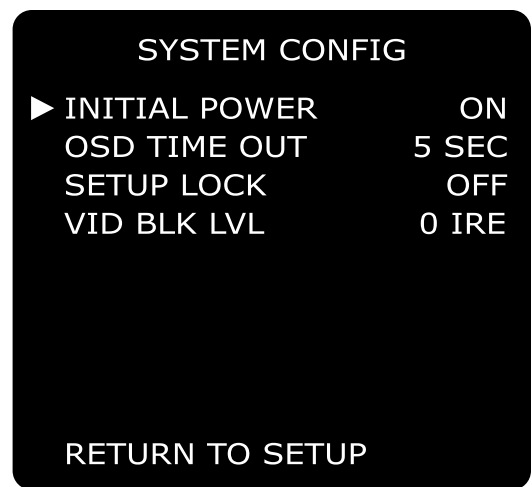 SYSTEM CONFIG
INITIAL POWER ON
OSD TIME OUT 5 SEC
SETUP LOCK OFF
VID BLK LVL 0 IRE
RETURN TO SETUP